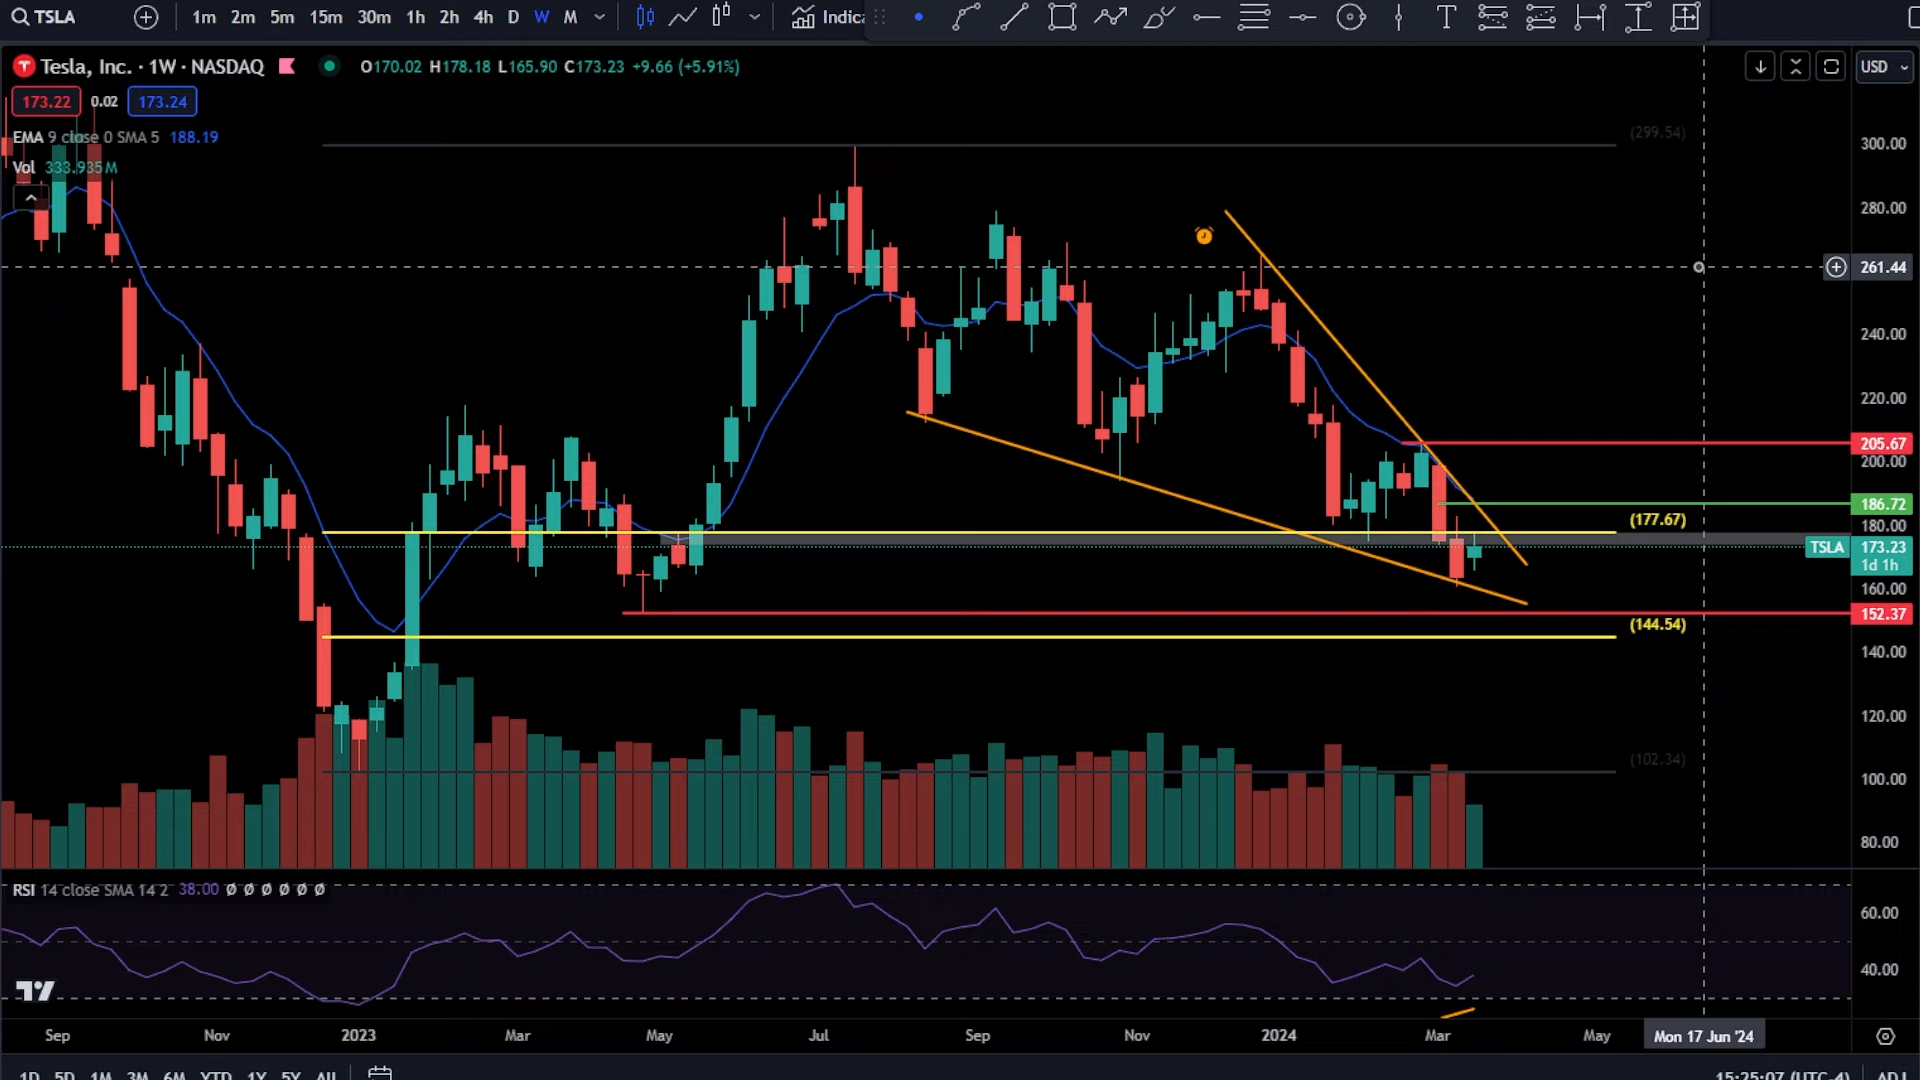 TSLA 1m 2m 5m 15m 30m 1h 2h 4h D W M Indica
Tesla, Inc. · 1W · NASDAQ O170.02 H178.18 L165.90 C173.23 +9.66 (+5.91%) USD
173.22 0.02 173.24
EMA 9 close 0 SMA 5 188.19
Vol 333.935M
(299.54)
300.00
280.00
261.44
240.00
220.00
205.67
200.00
186.72
(177.67)
180.00
TSLA 173.23
1d 1h
160.00
152.37
(144.54)
140.00
120.00
(102.34)
100.00
80.00
RSI 14 close SMA 14 2 38.00 Ø Ø Ø Ø Ø Ø
60.00
40.00
Sep Nov 2023 Mar May Jul Sep Nov 2024 Mar May Mon 17 Jun '24
1D 5D 1M 3M 6M YTD 1Y 5Y All 15:25:07 (UTC-4) ADJ